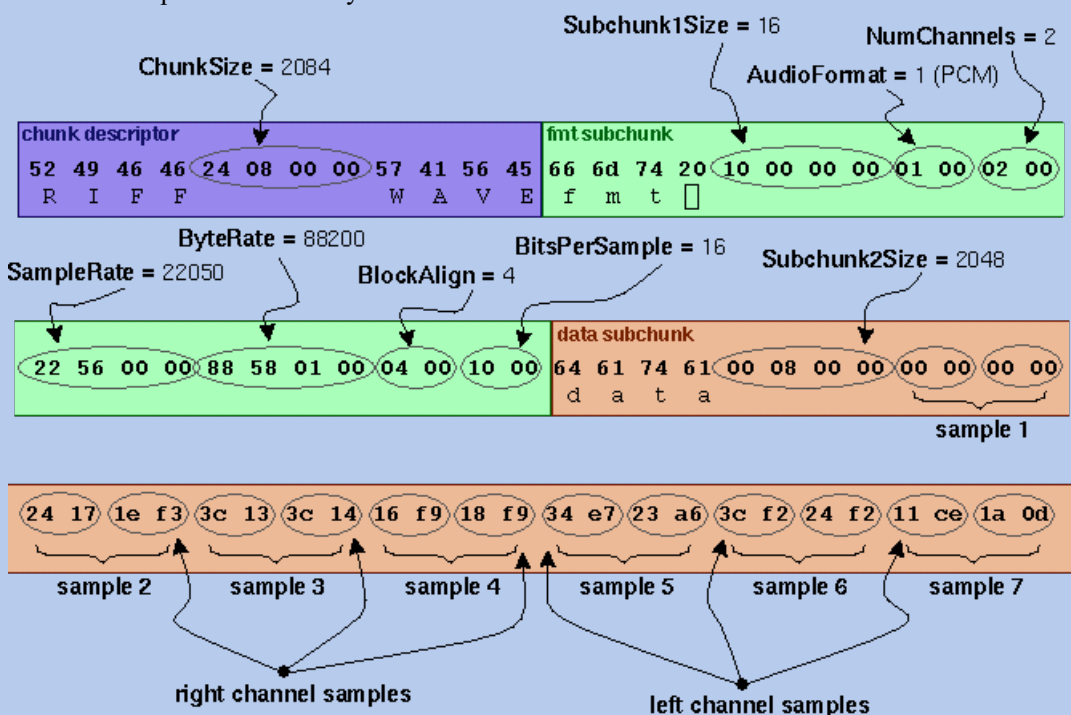 Subchunk1Size = 16
NumChannels = 2
ChunkSize = 2084
AudioFormat = 1 (PCM)
chunk descriptor
fmt subchunk
52 49 46 46 24 08 00 00 57 41 56 45 66 6d 74 20 10 00 00 00 01 00 02 00
R I F F W A V E f m t
ByteRate = 88200
BitsPerSample = 16
SampleRate = 22050
BlockAlign = 4
Subchunk2Size = 2048
data subchunk
22 56 00 00 88 58 01 00 04 00 10 00 64 61 74 61 00 08 00 00 00 00 00 00
d a t a
sample 1
24 17 1e f3 3c 13 3c 14 16 f9 18 f9 34 e7 23 a6 3c f2 24 f2 11 ce 1a 0d
sample 2 sample 3 sample 4 sample 5 sample 6 sample 7
right channel samples
left channel samples